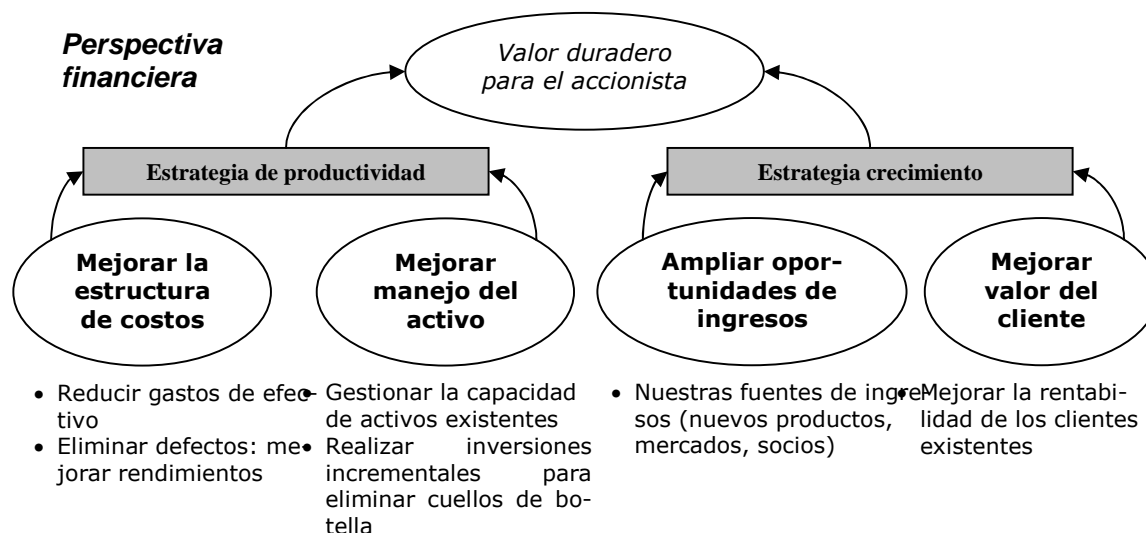 Perspectiva
financiera
Valor duradero
para el accionista
Estrategia de productividad
Estrategia crecimiento
Mejorar la
estructura
de costos
Mejorar
manejo del
activo
Ampliar opor-
tunidades de
ingresos
Mejorar
valor del
cliente
• Reducir gastos de efec-
tivo
• Eliminar defectos: me-
jorar rendimientos
• Gestionar la capacidad
de activos existentes
• Realizar inversiones
incrementales para
eliminar cuellos de bo-
tella
• Nuestras fuentes de ingre-
sos (nuevos productos,
mercados, socios)
• Mejorar la rentabi-
lidad de los clientes
existentes